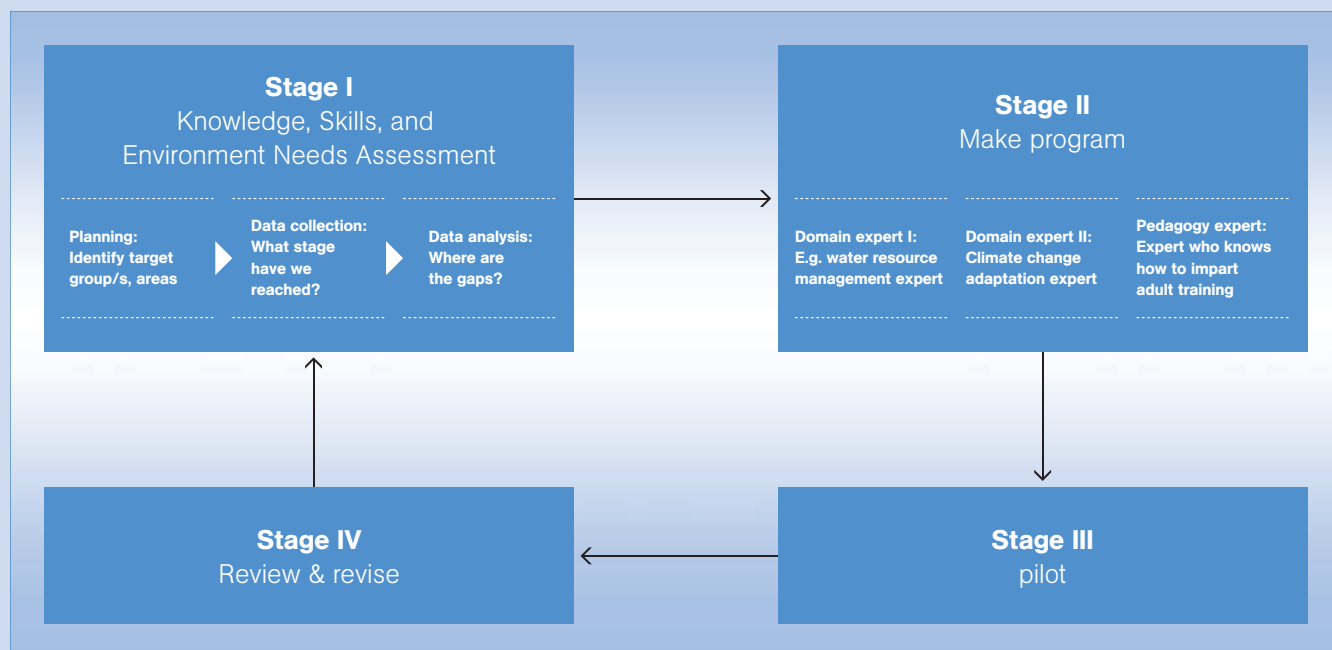 Stage I
Knowledge, Skills, and
Environment Needs Assessment
Planning:
Identify target
group/s, areas
Data collection:
What stage
have we
reached?
Data analysis:
Where are
the gaps?
Stage II
Make program
Domain expert I:
E.g. water resource
management expert
Domain expert II:
Climate change
adaptation expert
Pedagogy expert:
Expert who knows
how to impart
adult training
Stage IV
Review & revise
Stage III
pilot